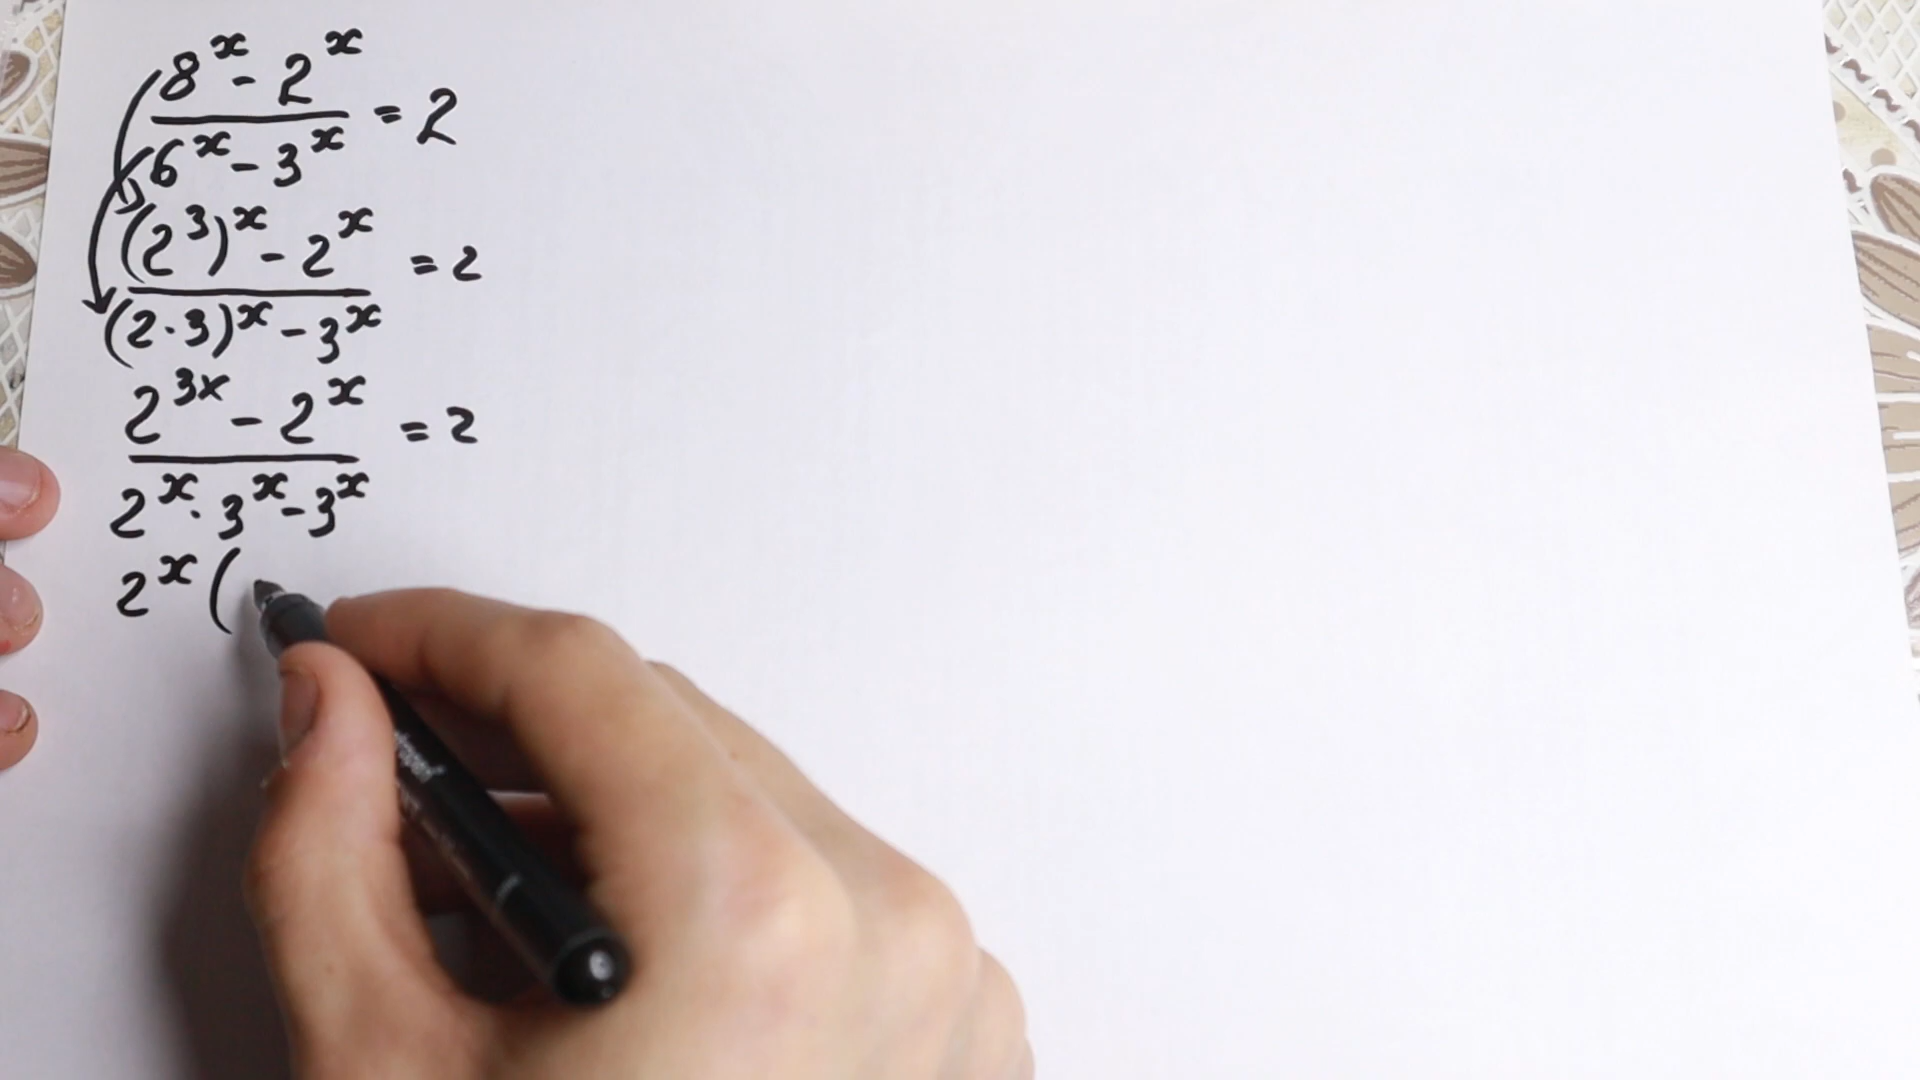 8^x - 2^x
6^x - 3^x = 2
(2^3)^x - 2^x
(2·3)^x - 3^x = 2
2^3x - 2^x
2^x · 3^x - 3^x = 2
2^x (